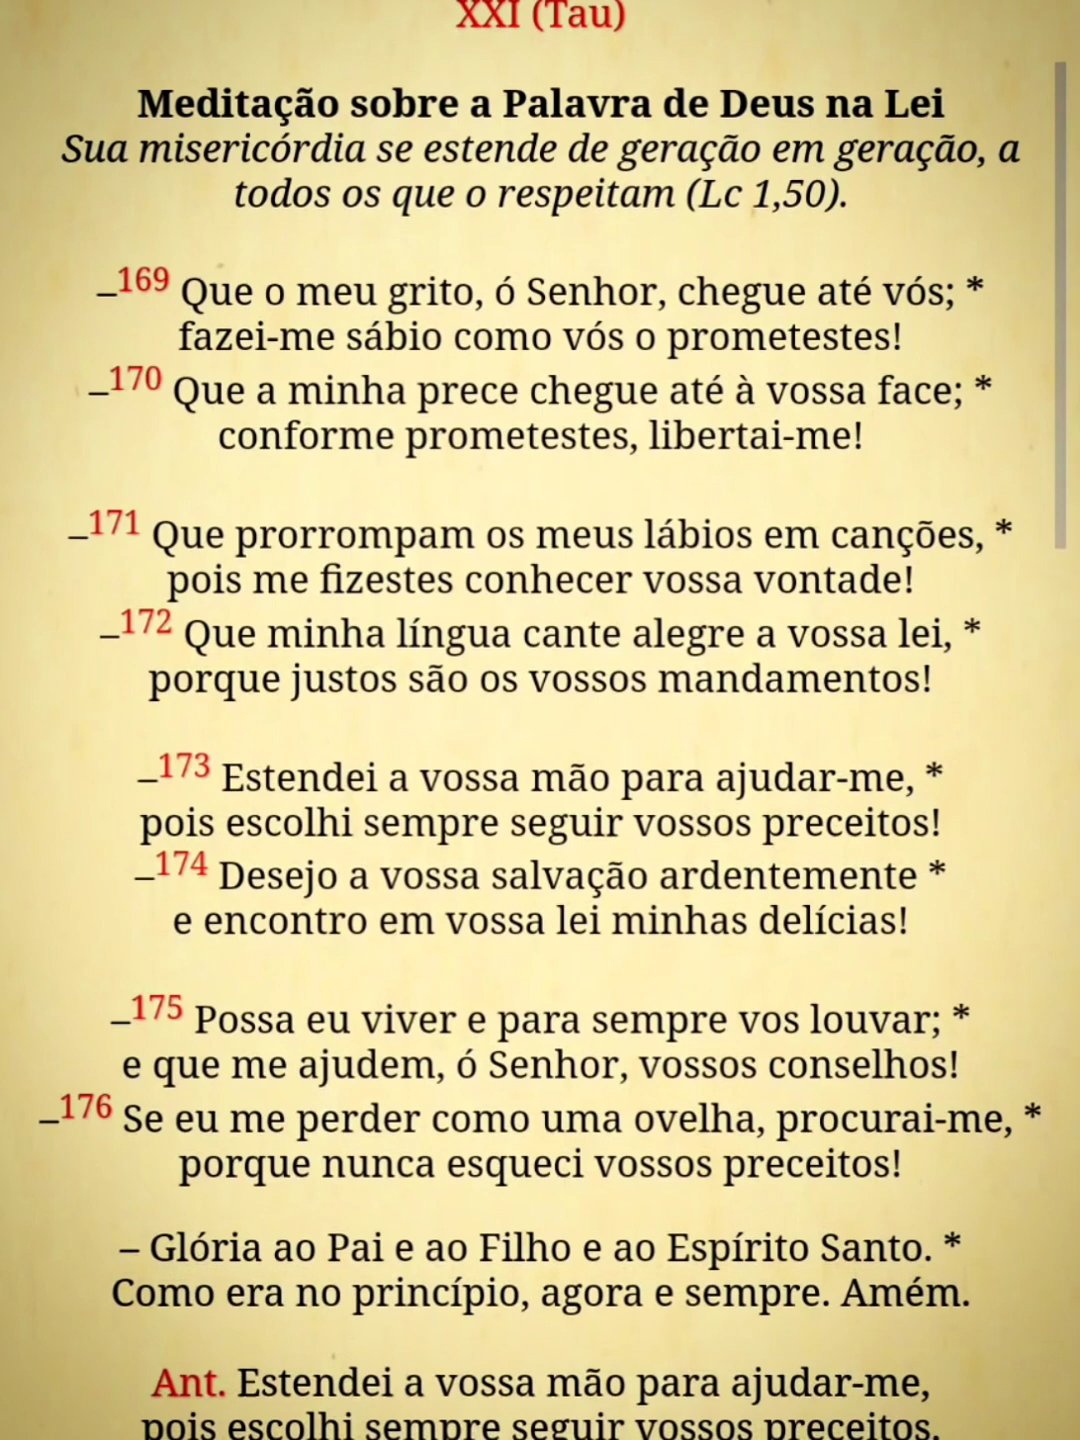 XXI (Tau)
Meditação sobre a Palavra de Deus na Lei
Sua misericórdia se estende de geração em geração, a
todos os que o respeitam (Lc 1,50).
–169 Que o meu grito, ó Senhor, chegue até vós; *
fazei-me sábio como vós o prometestes!
–170 Que a minha prece chegue até à vossa face; *
conforme prometestes, libertai-me!
–171 Que prorrompam os meus lábios em canções, *
pois me fizestes conhecer vossa vontade!
–172 Que minha língua cante alegre a vossa lei, *
porque justos são os vossos mandamentos!
–173 Estendei a vossa mão para ajudar-me, *
pois escolhi sempre seguir vossos preceitos!
–174 Desejo a vossa salvação ardentemente *
e encontro em vossa lei minhas delícias!
–175 Possa eu viver e para sempre vos louvar; *
e que me ajudem, ó Senhor, vossos conselhos!
–176 Se eu me perder como uma ovelha, procurai-me, *
porque nunca esqueci vossos preceitos!
– Glória ao Pai e ao Filho e ao Espírito Santo. *
Como era no princípio, agora e sempre. Amém.
Ant. Estendei a vossa mão para ajudar-me,
pois escolhi sempre seguir vossos preceitos.